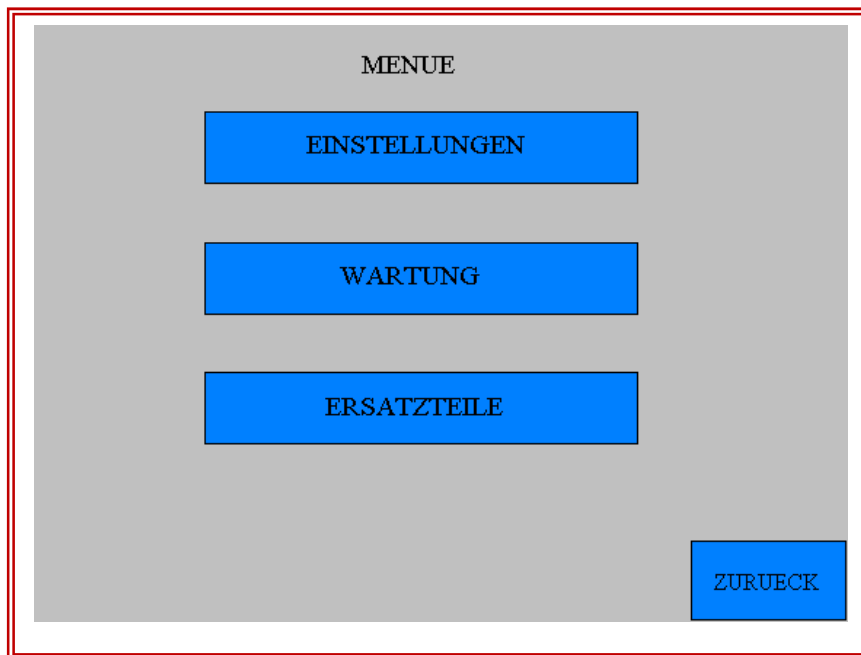 MENUE
EINSTELLUNGEN
WARTUNG
ERSATZTEILE
ZURUECK